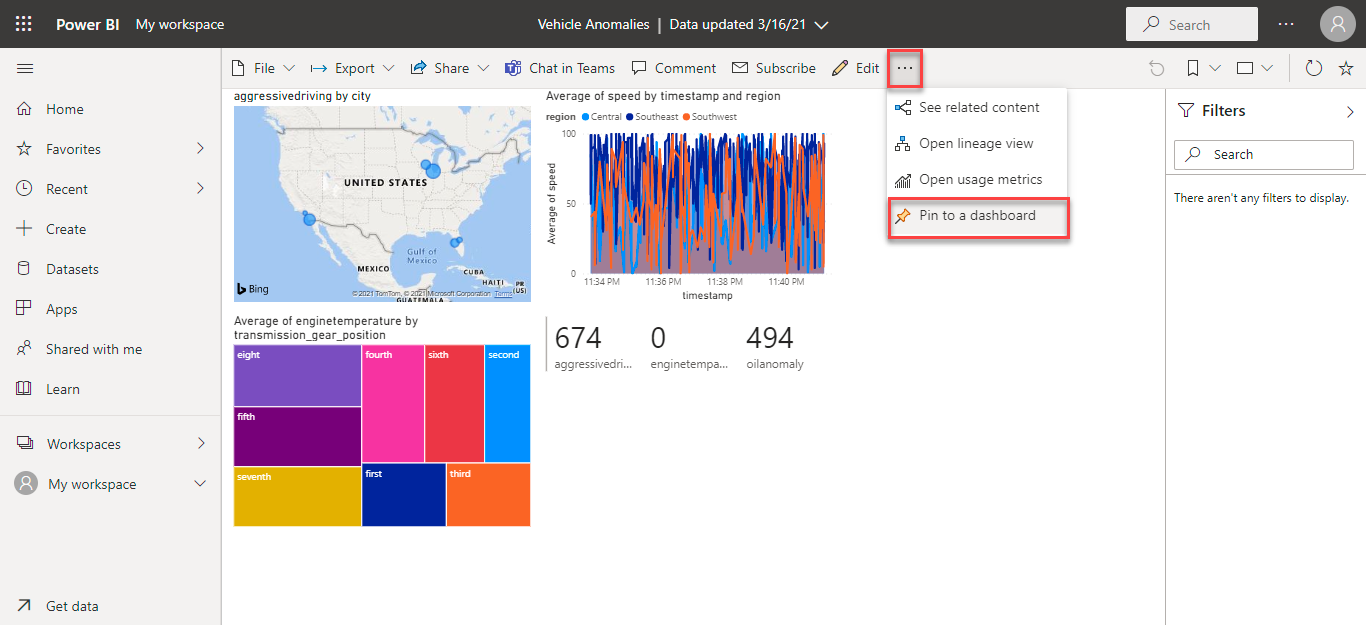 Power BI My workspace
Vehicle Anomalies | Data updated 3/16/21
Search
File Export Share Chat in Teams Comment Subscribe Edit
Home
Favorites
Recent
Create
Datasets
Apps
Shared with me
Learn
Workspaces
My workspace
Get data
aggressivedriving by city
UNITED STATES
MEXICO
Gulf of
Mexico
CUBA
HAITI
PR
(US)
GUATEMALA
Bing
© 2021 TomTom, © 2021 Microsoft Corporation Terms
Average of speed by timestamp and region
region Central Southeast Southwest
Average of speed
100
50
0
11:34 PM 11:36 PM 11:38 PM 11:40 PM
timestamp
See related content
Open lineage view
Open usage metrics
Pin to a dashboard
Average of enginetemperature by
transmission_gear_position
eight
fifth
seventh
fourth
sixth
second
first
third
674 0 494
aggressivedri... enginetempa... oilanomaly
Filters
Search
There aren't any filters to display.